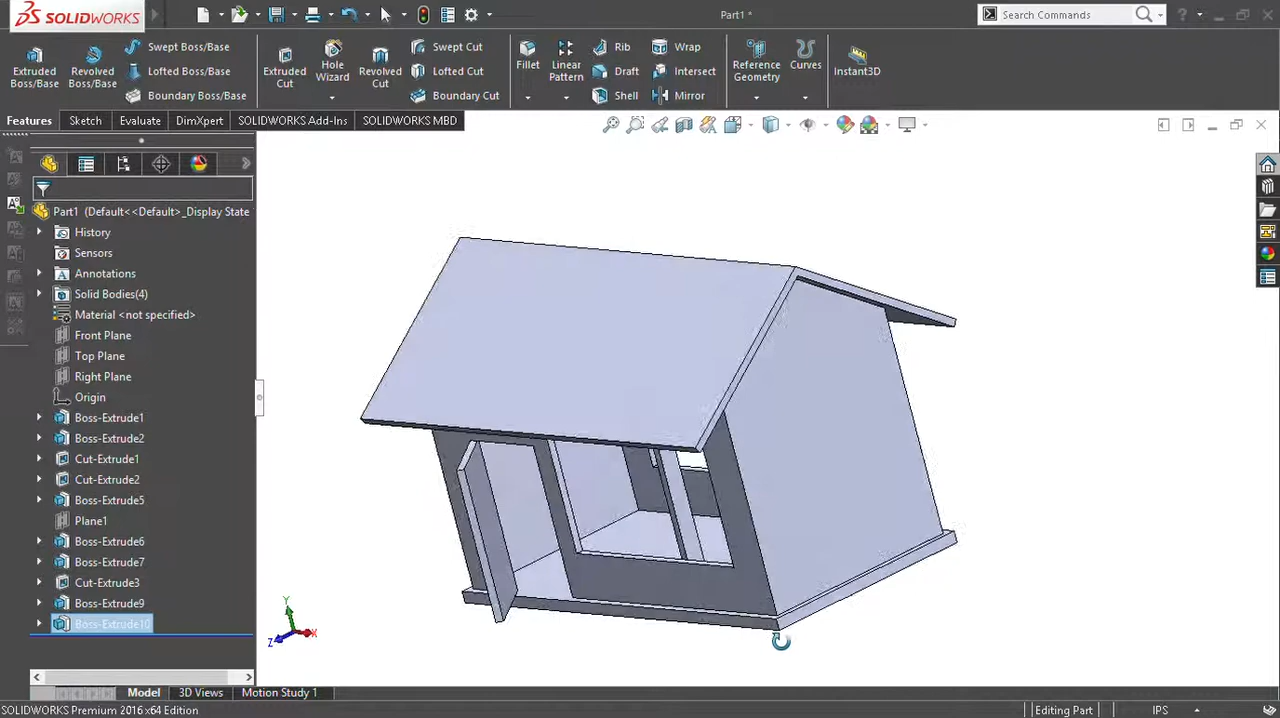 SOLIDWORKS
Part1 *
Search Commands
?
Extruded
Boss/Base
Revolved
Boss/Base
Swept Boss/Base
Lofted Boss/Base
Boundary Boss/Base
Extruded
Cut
Hole
Wizard
Revolved
Cut
Swept Cut
Lofted Cut
Boundary Cut
Fillet
Linear
Pattern
Rib
Draft
Shell
Wrap
Intersect
Mirror
Reference
Geometry
Curves
Instant3D
Features
Sketch
Evaluate
DimXpert
SOLIDWORKS Add-Ins
SOLIDWORKS MBD
Part1 (Default<<Default>_Display State
History
Sensors
Annotations
Solid Bodies(4)
Material <not specified>
Front Plane
Top Plane
Right Plane
Origin
Boss-Extrude1
Boss-Extrude2
Cut-Extrude1
Cut-Extrude2
Boss-Extrude5
Plane1
Boss-Extrude6
Boss-Extrude7
Cut-Extrude3
Boss-Extrude9
Boss-Extrude10
Y
Z
X
Model
3D Views
Motion Study 1
SOLIDWORKS Premium 2016 x64 Edition
Editing Part
IPS